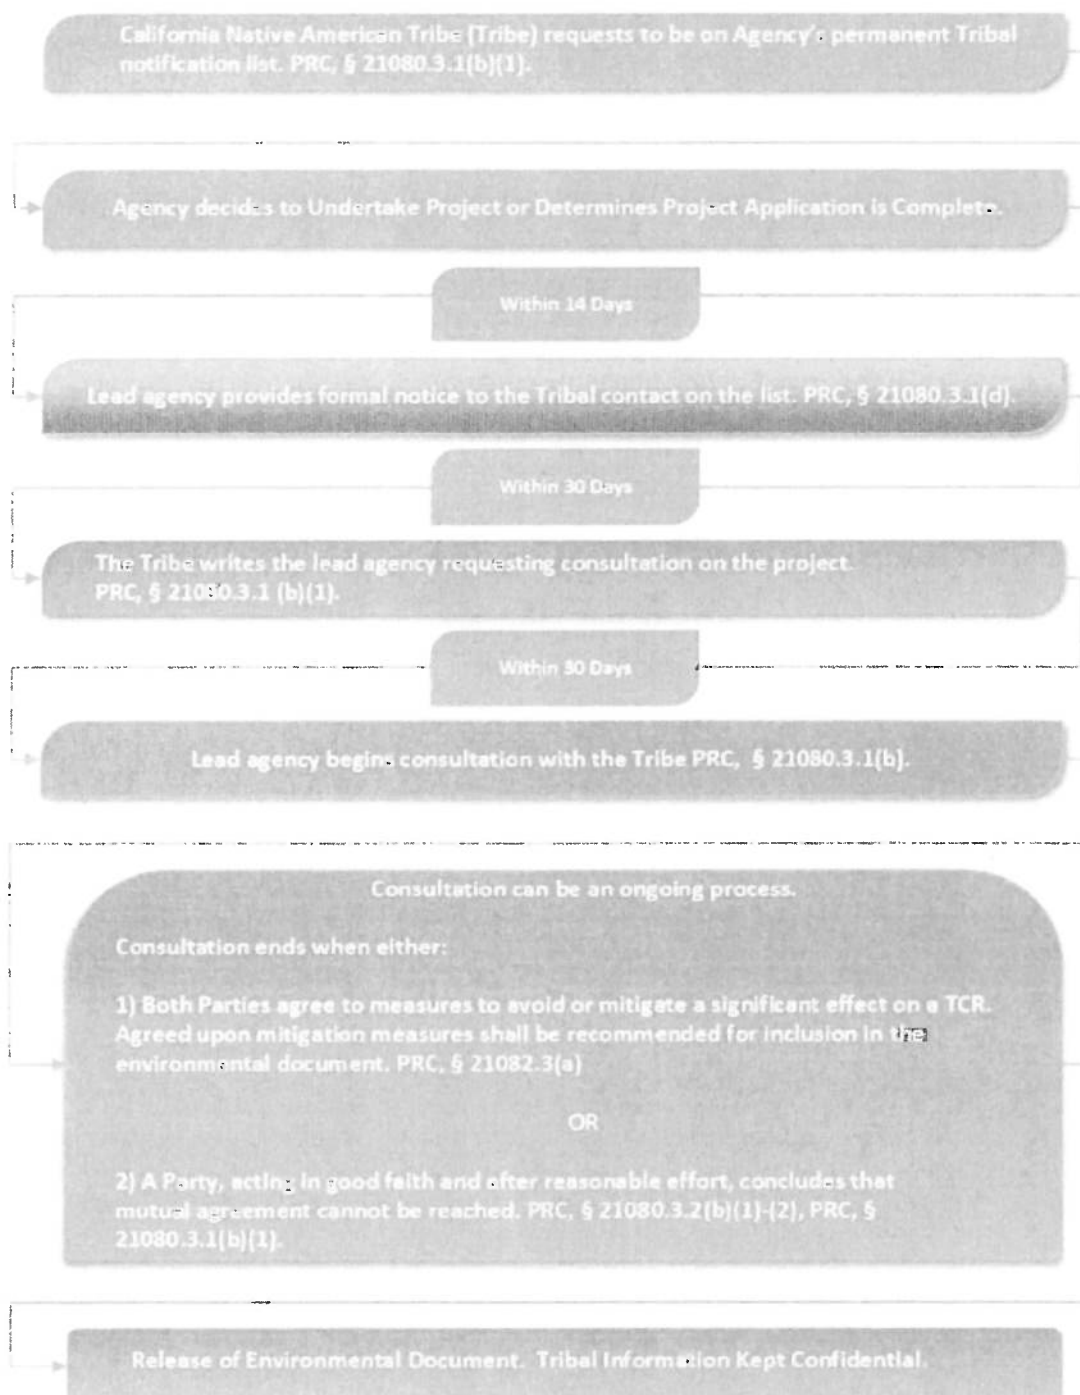 California Native American Tribe (Tribe) requests to be on Agency's permanent Tribal
notification list. PRC, § 21080.3.1(b)(1).
Agency decides to Undertake Project or Determines Project Application is Complete.
Within 14 Days
Lead agency provides formal notice to the Tribal contact on the list. PRC, § 21080.3.1(d).
Within 30 Days
The Tribe writes the lead agency requesting consultation on the project.
PRC, § 21080.3.1 (b)(1).
Within 30 Days
Lead agency begins consultation with the Tribe PRC, § 21080.3.1(b).
Consultation can be an ongoing process.
Consultation ends when either:
1) Both Parties agree to measures to avoid or mitigate a significant effect on a TCR.
Agreed upon mitigation measures shall be recommended for inclusion in the
environmental document. PRC, § 21082.3(a)
OR
2) A Party, acting in good faith and after reasonable effort, concludes that
mutual agreement cannot be reached. PRC, § 21080.3.2(b)(1)-(2), PRC, §
21080.3.1(b)(1).
Release of Environmental Document. Tribal Information Kept Confidential.